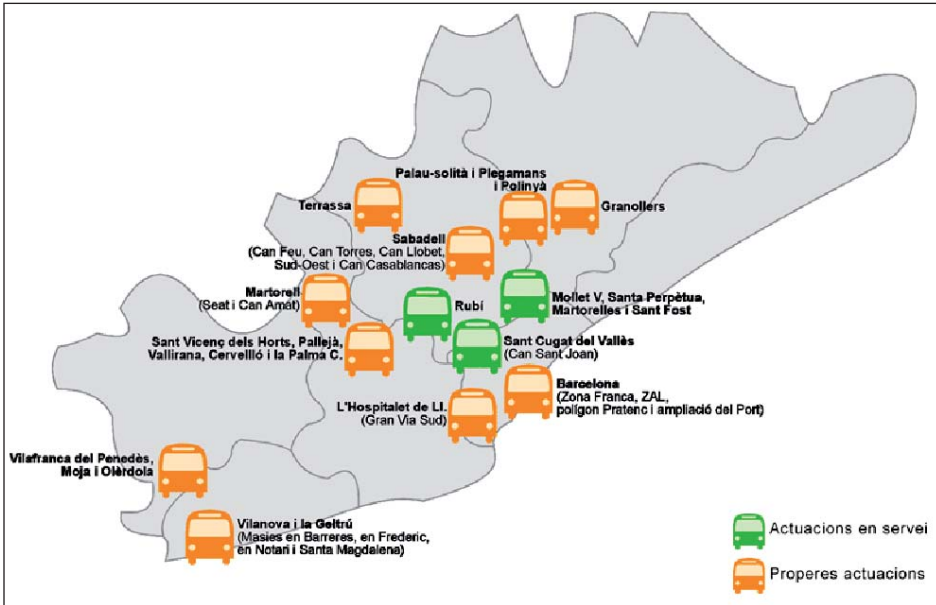 Palau-solità i Plegamans
i Polinyà
Terrassa
Granollers
Sabadell
(Can Feu, Can Torres, Can Llobet,
Sud-Oest i Can Casablancas)
Martorell
(Seat i Can Amat)
Rubí
Mollet V, Santa Perpètua,
Martorelles i Sant Fost
Sant Vicenç dels Horts, Pallejà,
Vallirana, Cervelló i la Palma C.
Sant Cugat del Vallès
(Can Sant Joan)
Barcelona
(Zona Franca, ZAL,
polígon Pratenc i ampliació del Port)
L'Hospitalet de Ll.
(Gran Via Sud)
Vilafranca del Penedès,
Moja i Olèrdola
Vilanova i la Geltrú
(Masies en Barreres, en Frederic,
en Notari i Santa Magdalena)
Actuacions en servei
Properes actuacions